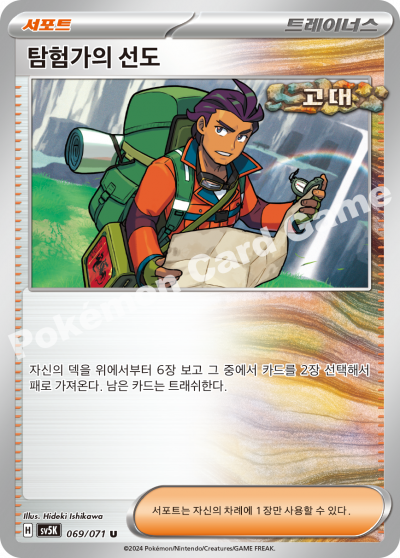 서포트
트레이너스
탐험가의 선도
고대
Pokémon Card Game
자신의 덱을 위에서부터 6장 보고 그 중에서 카드를 2장 선택해서
패로 가져온다. 남은 카드는 트래쉬한다.
Illus. Hideki Ishikawa
H SV5K 069/071 U
서포트는 자신의 차례에 1장만 사용할 수 있다.
©2024 Pokémon/Nintendo/Creatures/GAME FREAK.